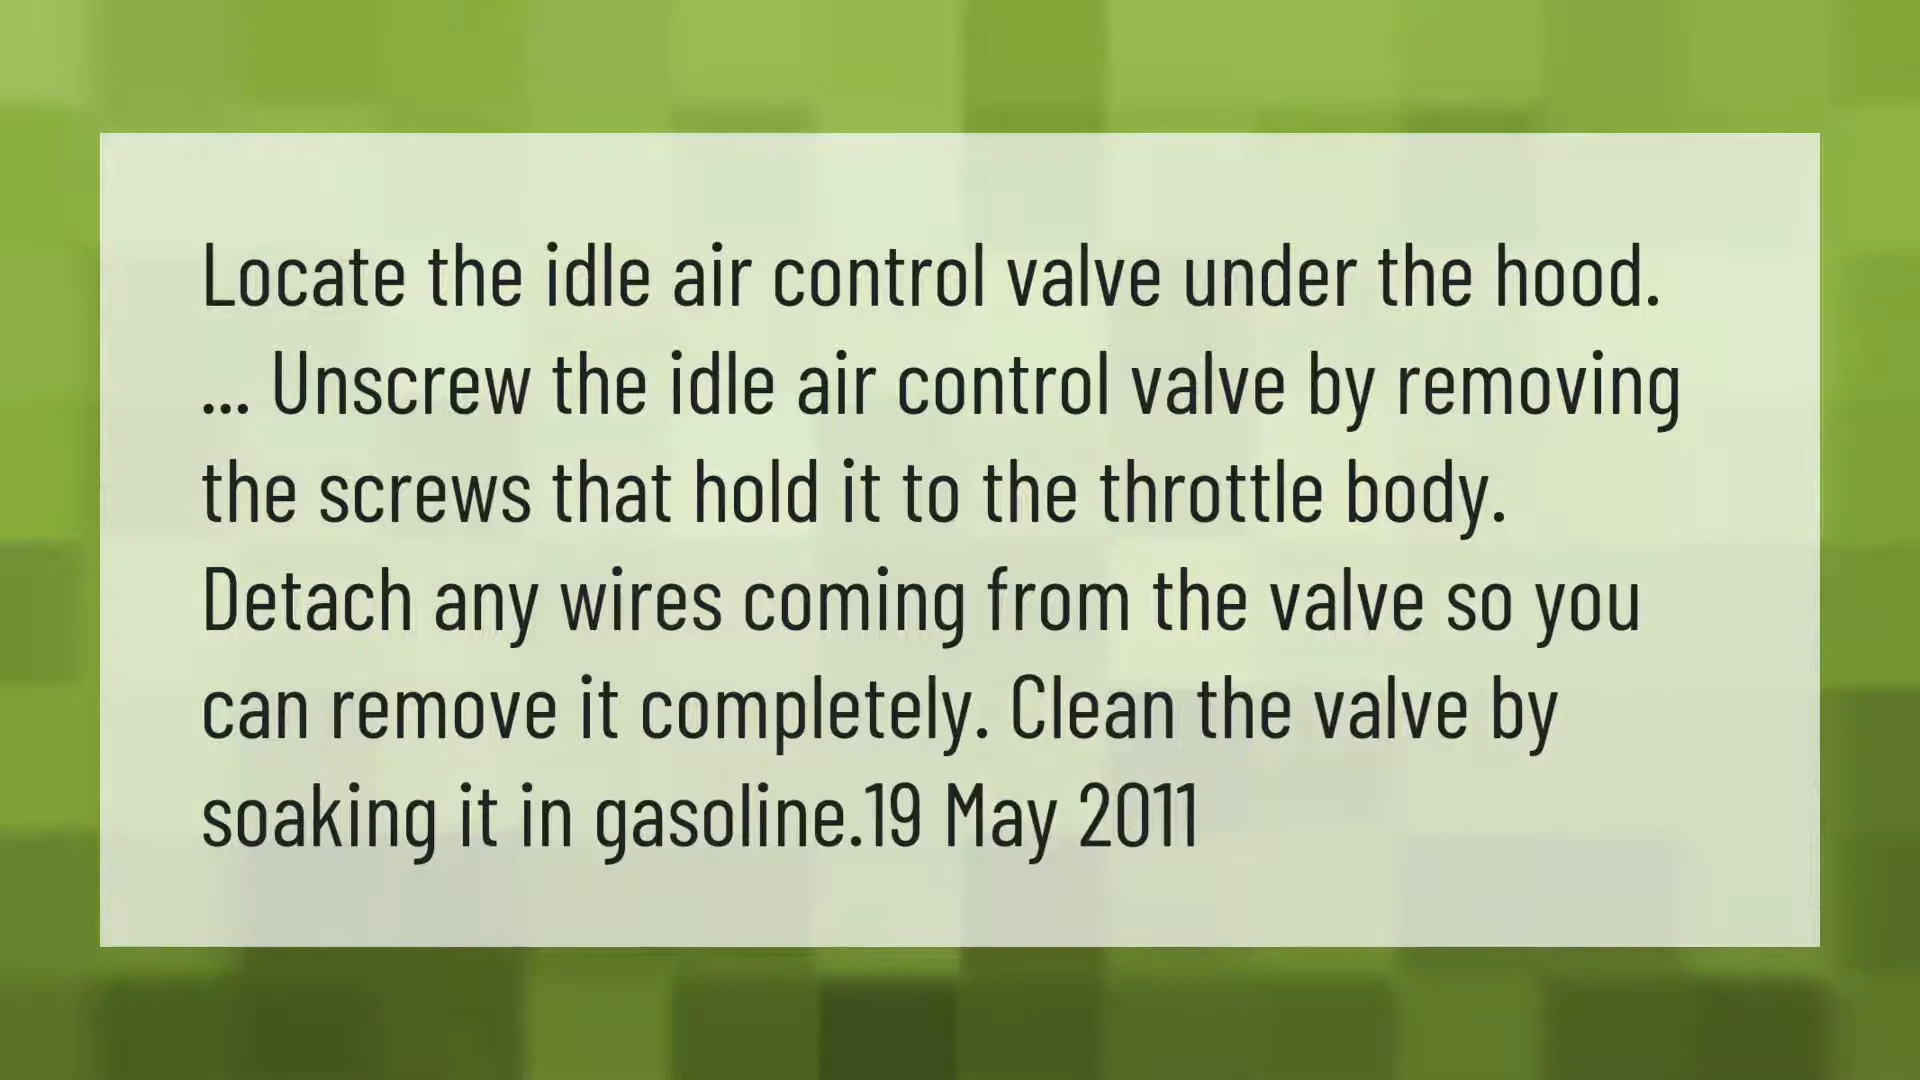 Locate the idle air control valve under the hood.
... Unscrew the idle air control valve by removing
the screws that hold it to the throttle body.
Detach any wires coming from the valve so you
can remove it completely. Clean the valve by
soaking it in gasoline.19 May 2011